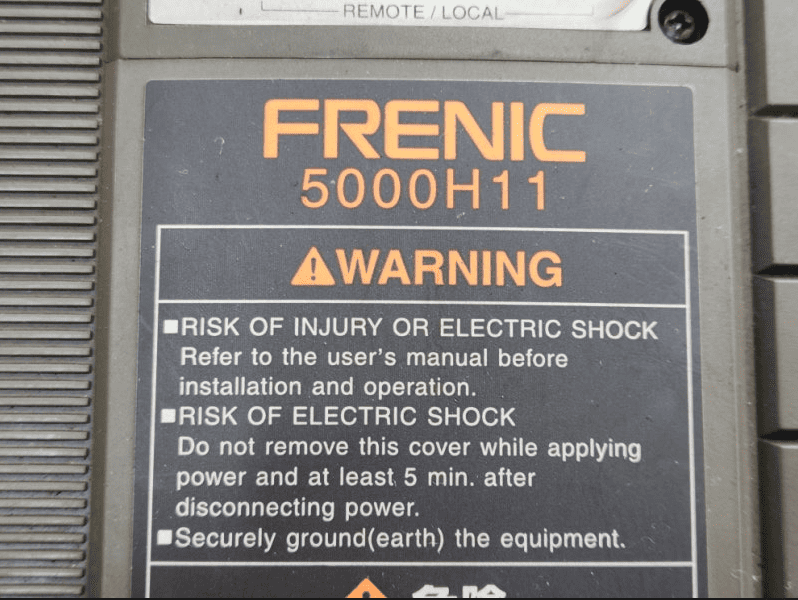 REMOTE / LOCAL
FRENIC
5000H11
WARNING
■RISK OF INJURY OR ELECTRIC SHOCK
Refer to the user's manual before
installation and operation.
■RISK OF ELECTRIC SHOCK
Do not remove this cover while applying
power and at least 5 min. after
disconnecting power.
■Securely ground(earth) the equipment.